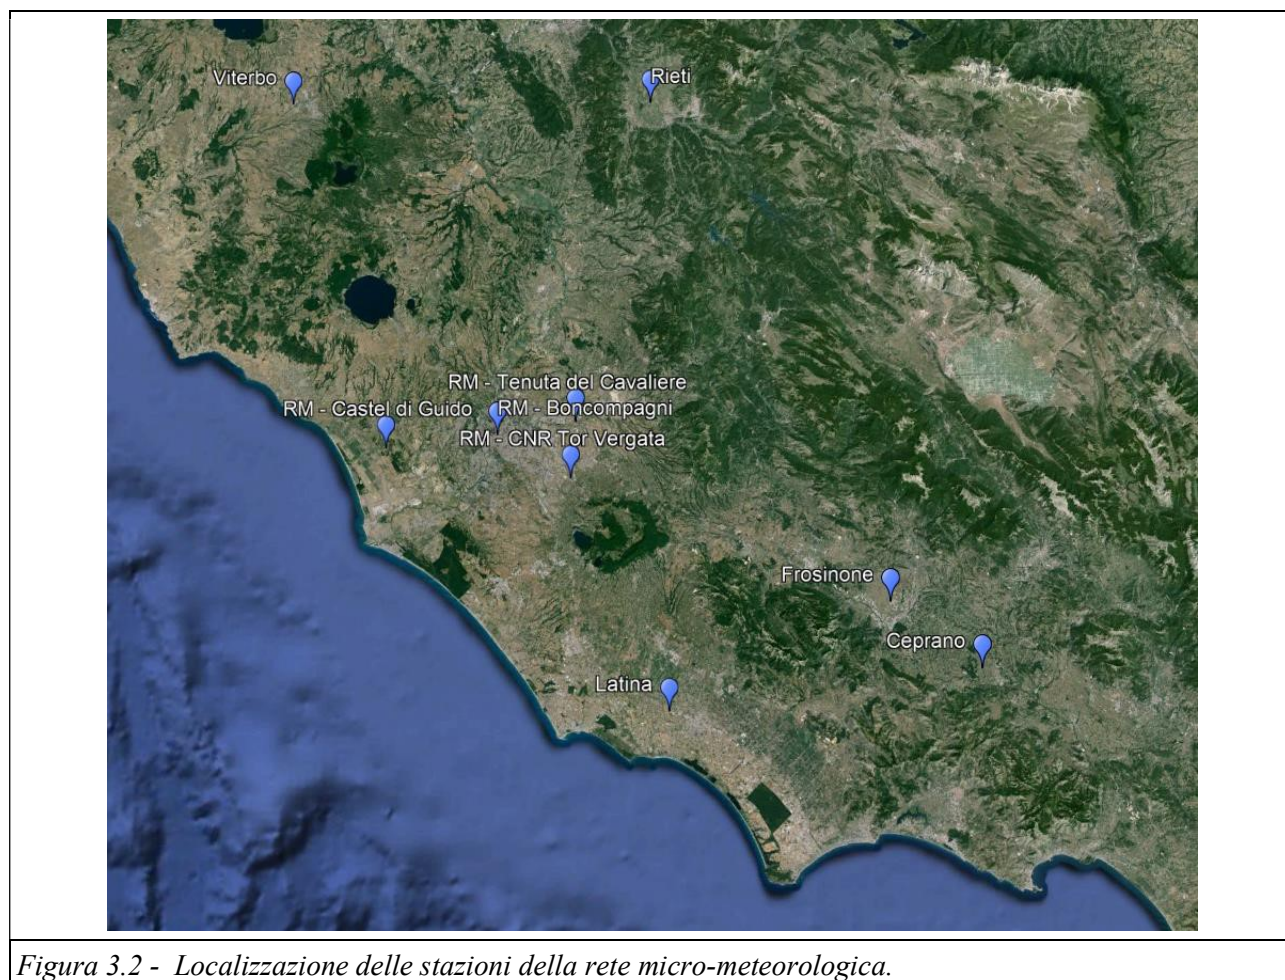 Viterbo
Rieti
RM - Tenuta del Cavaliere
RM - Castel di Guido
RM - Boncompagni
RM - CNR Tor Vergata
Frosinone
Ceprano
Latina
Figura 3.2 - Localizzazione delle stazioni della rete micro-meteorologica.